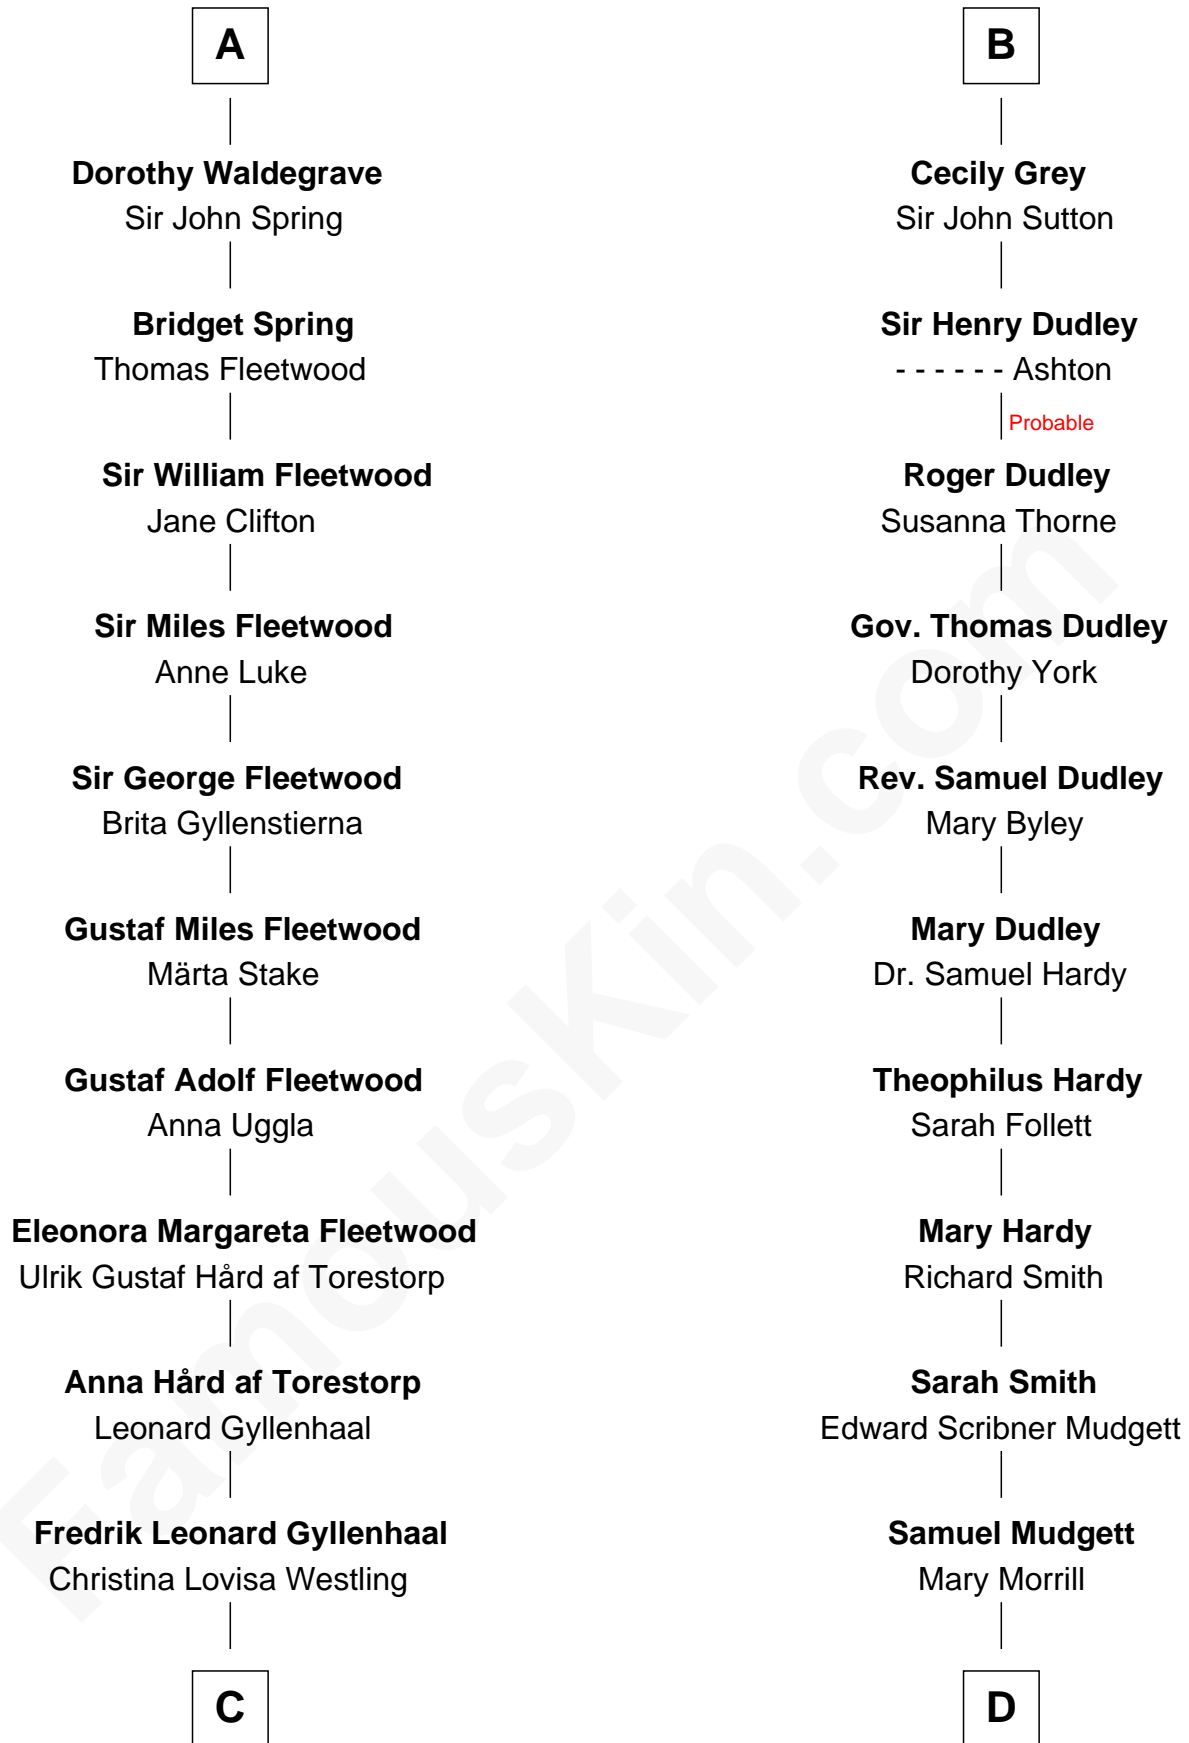 A
Dorothy Waldegrave
Sir John Spring
Bridget Spring
Thomas Fleetwood
Sir William Fleetwood
Jane Clifton
Sir Miles Fleetwood
Anne Luke
Sir George Fleetwood
Brita Gyllenstierna
Gustaf Miles Fleetwood
Märta Stake
Gustaf Adolf Fleetwood
Anna Uggla
Eleonora Margareta Fleetwood
Ulrik Gustaf Hård af Torestorp
Anna Hård af Torestorp
Leonard Gyllenhaal
Fredrik Leonard Gyllenhaal
Christina Lovisa Westling
C
B
Cecily Grey
Sir John Sutton
Sir Henry Dudley
- - - - - - Ashton
Probable
Roger Dudley
Susanna Thorne
Gov. Thomas Dudley
Dorothy York
Rev. Samuel Dudley
Mary Byley
Mary Dudley
Dr. Samuel Hardy
Theophilus Hardy
Sarah Follett
Mary Hardy
Richard Smith
Sarah Smith
Edward Scribner Mudgett
Samuel Mudgett
Mary Morrill
D
FamousKin.com